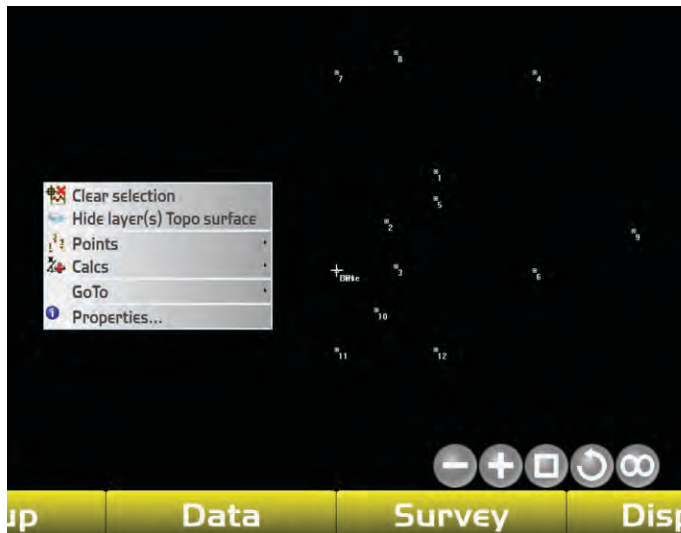 8
7
4
1
5
2
9
3
6
10
11
12
Clear selection
Hide layer(s) Topo surface
Points
Calcs
GoTo
Properties...
up
Data
Survey
Disp